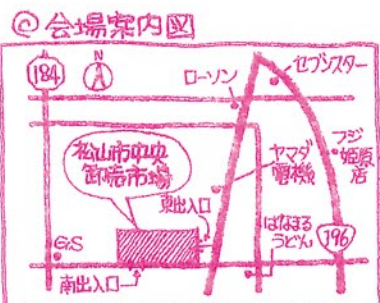 ◎会場案内図
184
N
ローソン
セブンスター
松山市中央
卸売市場
ヤマダ
電機
フジ
姫原
店
東出入口
はなまる
うどん
196
G.S
南出入口